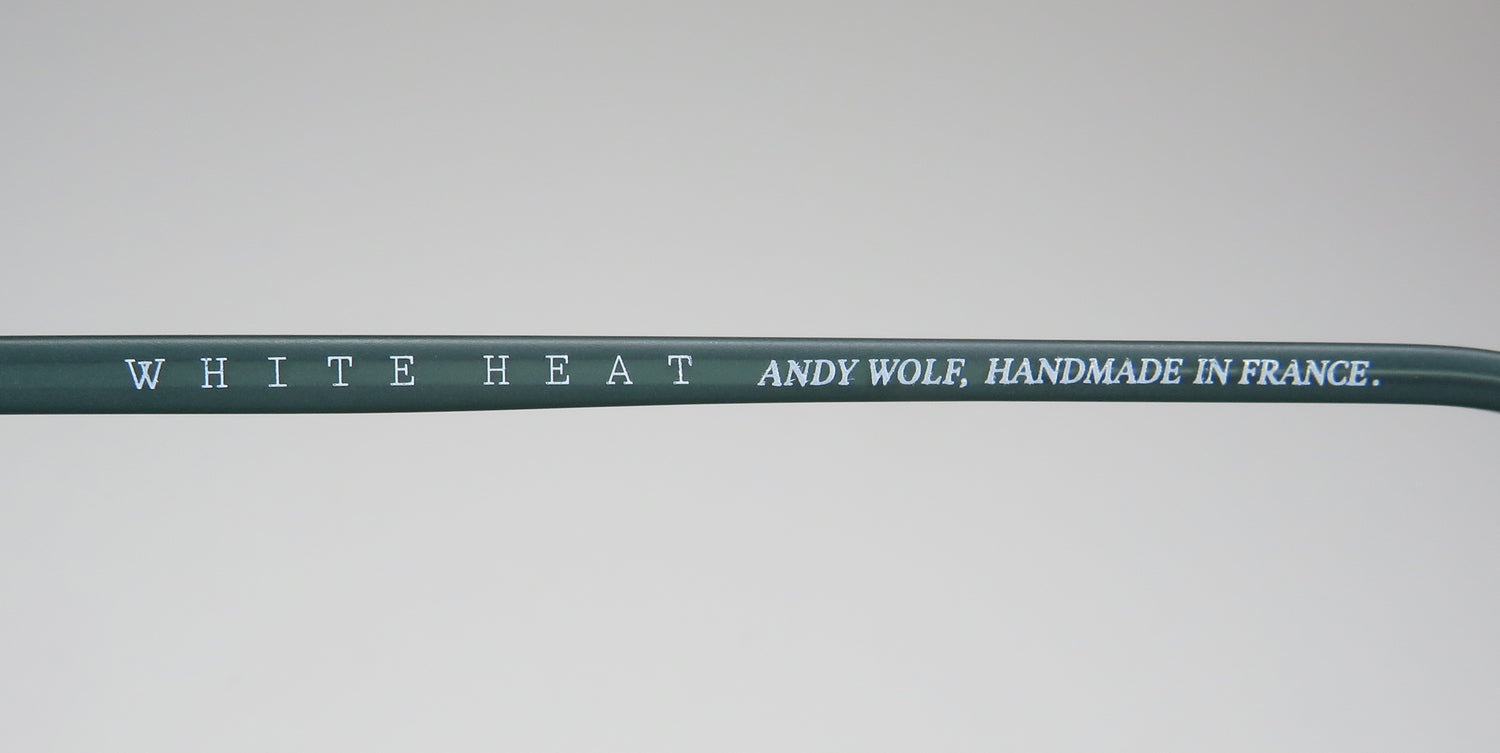 WHITE HEAT ANDY WOLF, HANDMADE IN FRANCE.